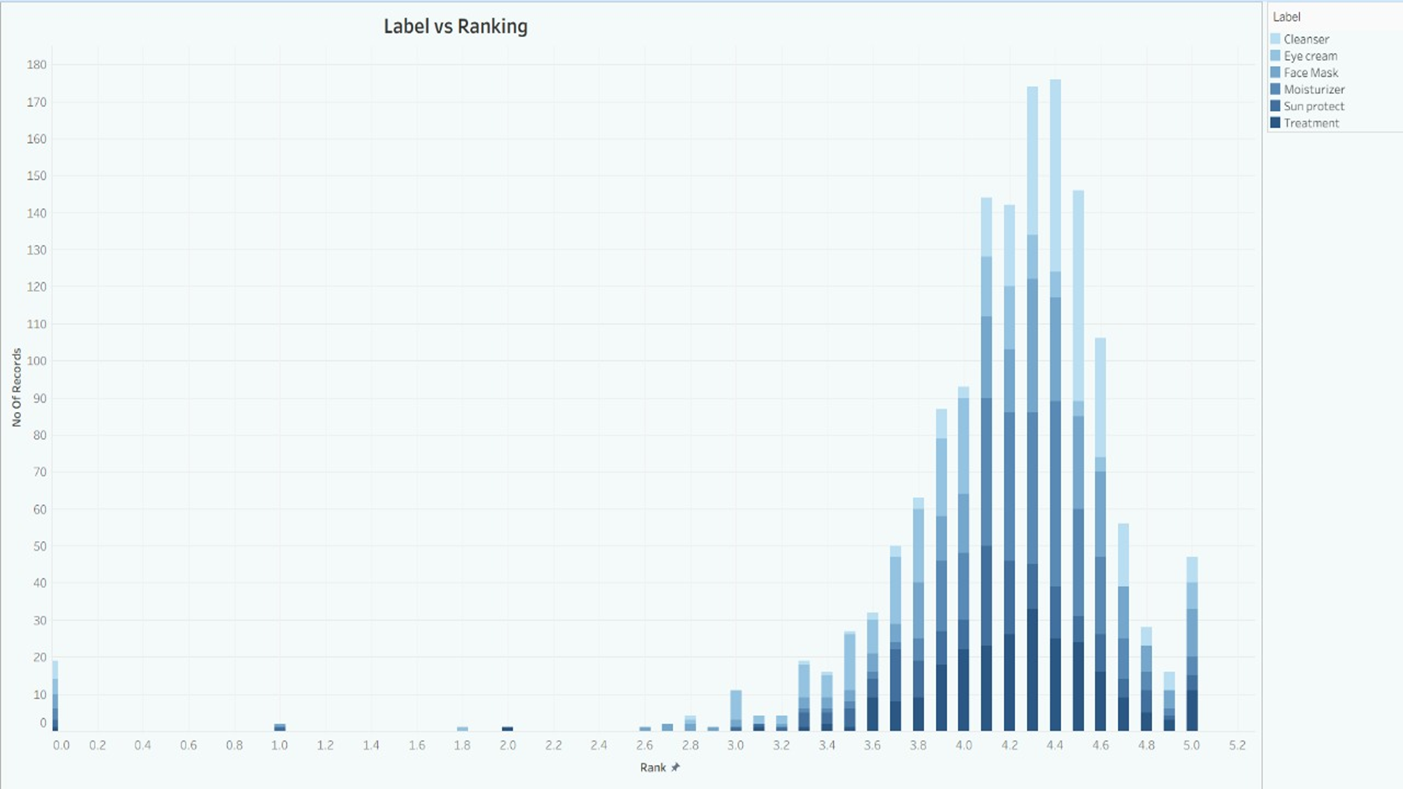 Label vs Ranking
Label
Cleanser
Eye cream
Face Mask
Moisturizer
Sun protect
Treatment
No Of Records
180
170
160
150
140
130
120
110
100
90
80
70
60
50
40
30
20
10
0
0.0 0.2 0.4 0.6 0.8 1.0 1.2 1.4 1.6 1.8 2.0 2.2 2.4 2.6 2.8 3.0 3.2 3.4 3.6 3.8 4.0 4.2 4.4 4.6 4.8 5.0 5.2
Rank